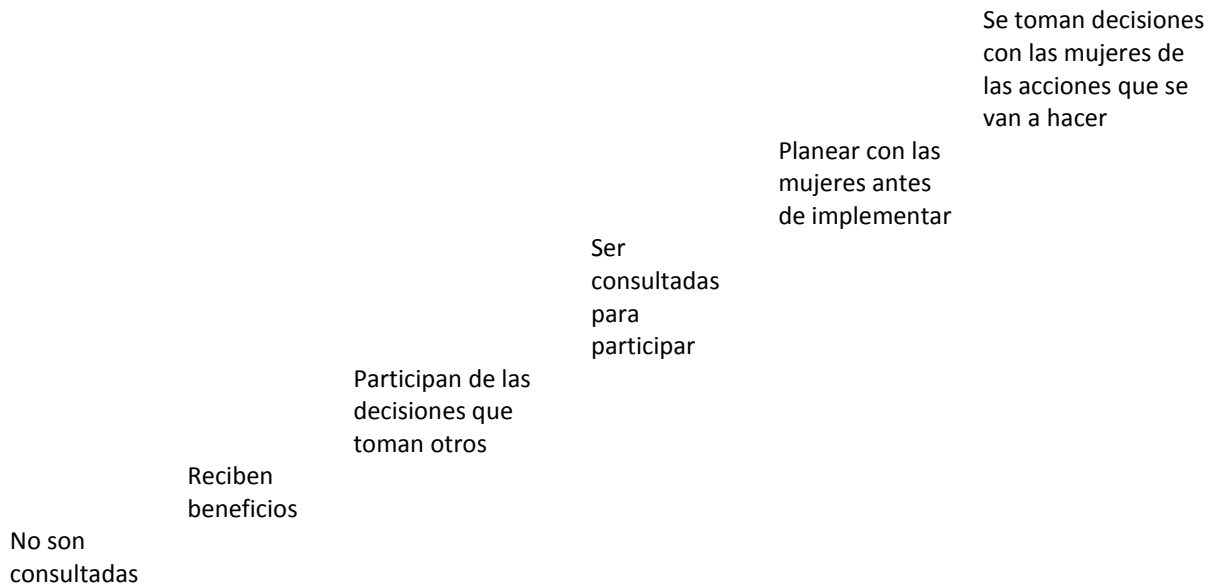 Se toman decisiones
con las mujeres de
las acciones que se
van a hacer
Planear con las
mujeres antes
de implementar
Ser
consultadas
para
participar
Participan de las
decisiones que
toman otros
Reciben
beneficios
No son
consultadas